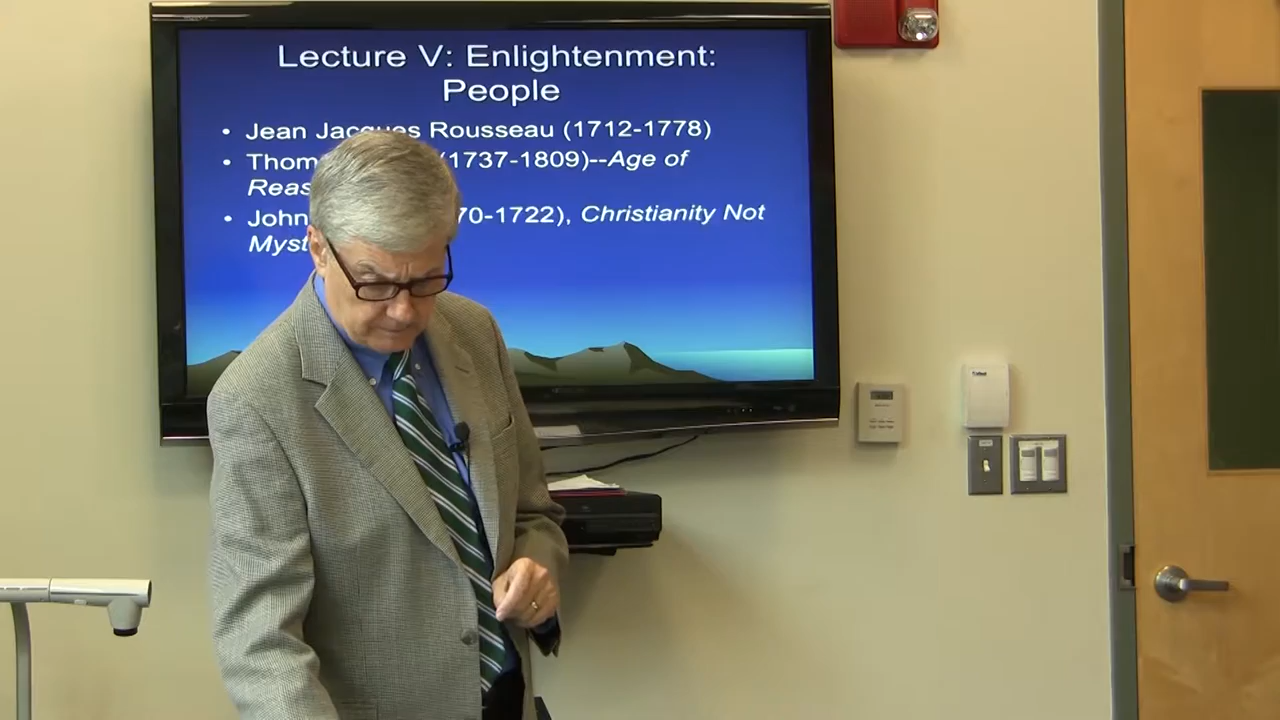 Lecture V: Enlightenment:
People
• Jean Jacques Rousseau (1712-1778)
• Thom (1737-1809)--Age of
Reas
• John 70-1722), Christianity Not
Myst